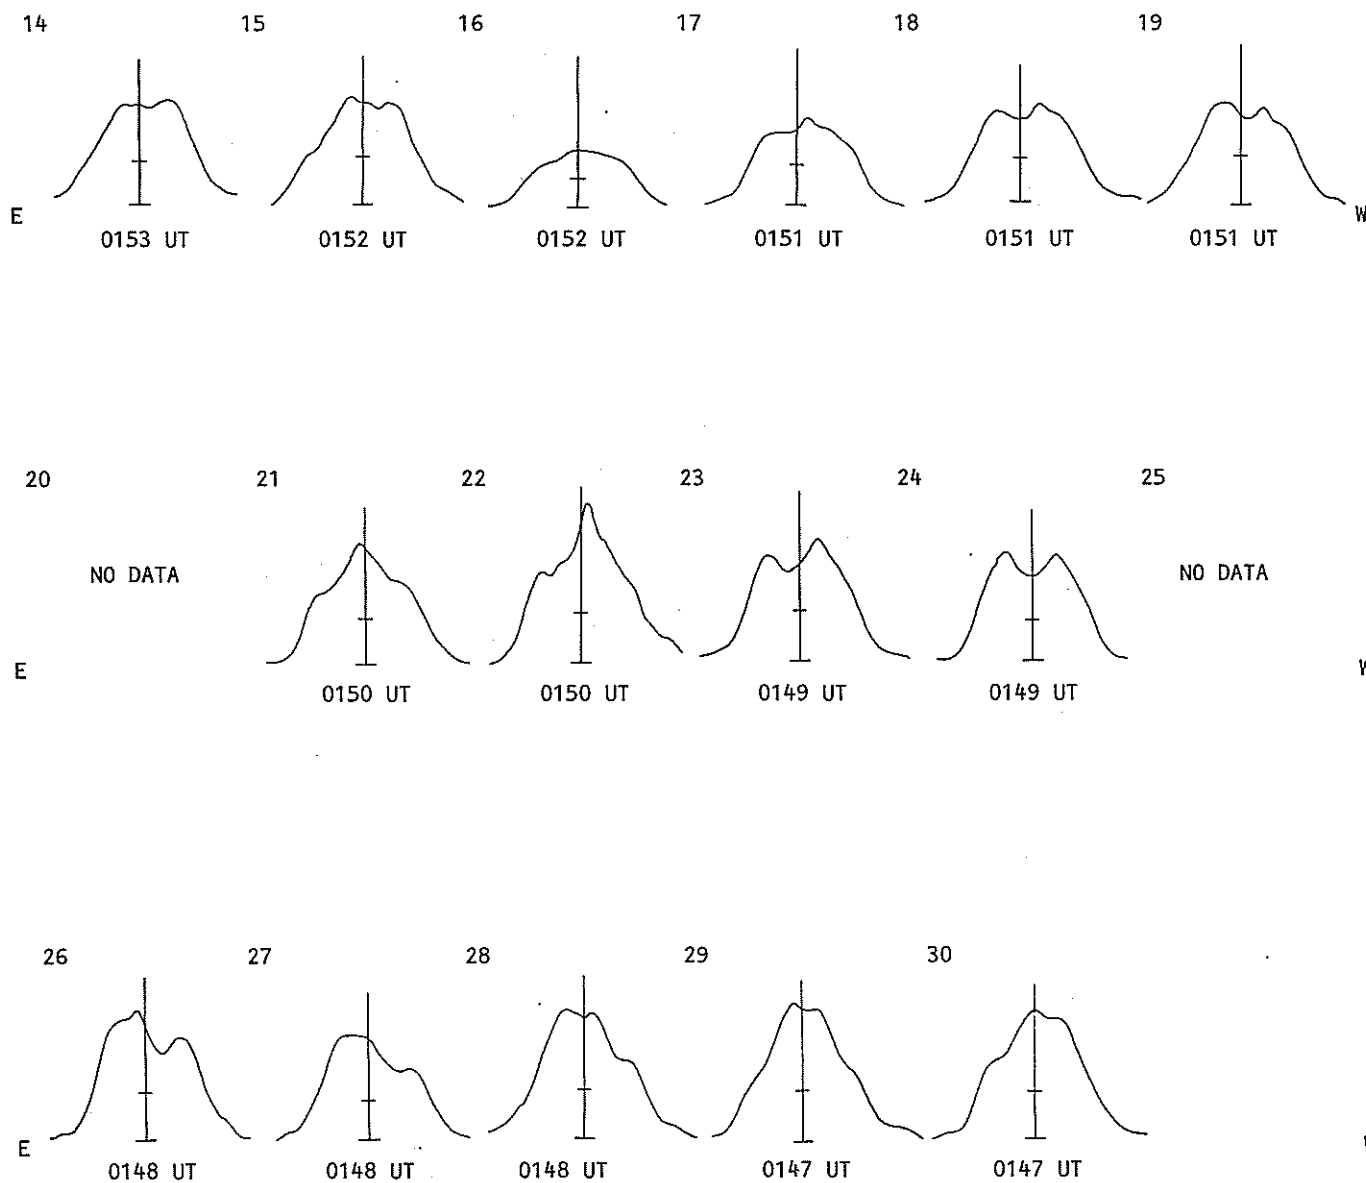 14 15 16 17 18 19
E W
0153 UT 0152 UT 0152 UT 0151 UT 0151 UT 0151 UT
20 21 22 23 24 25
NO DATA NO DATA
E W
0150 UT 0150 UT 0149 UT 0149 UT
26 27 28 29 30
E
0148 UT 0148 UT 0148 UT 0147 UT 0147 UT